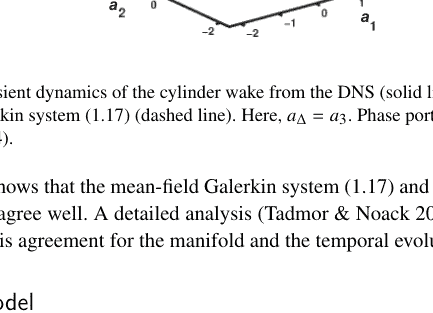 a2 0 -2 -2 -1 0 a1
sient dynamics of the cylinder wake from the DNS (solid l
kin system (1.17) (dashed line). Here, aΔ = a3. Phase port
4).
hows that the mean-field Galerkin system (1.17) and
agree well. A detailed analysis (Tadmor & Noack 20
is agreement for the manifold and the temporal evolu
odel